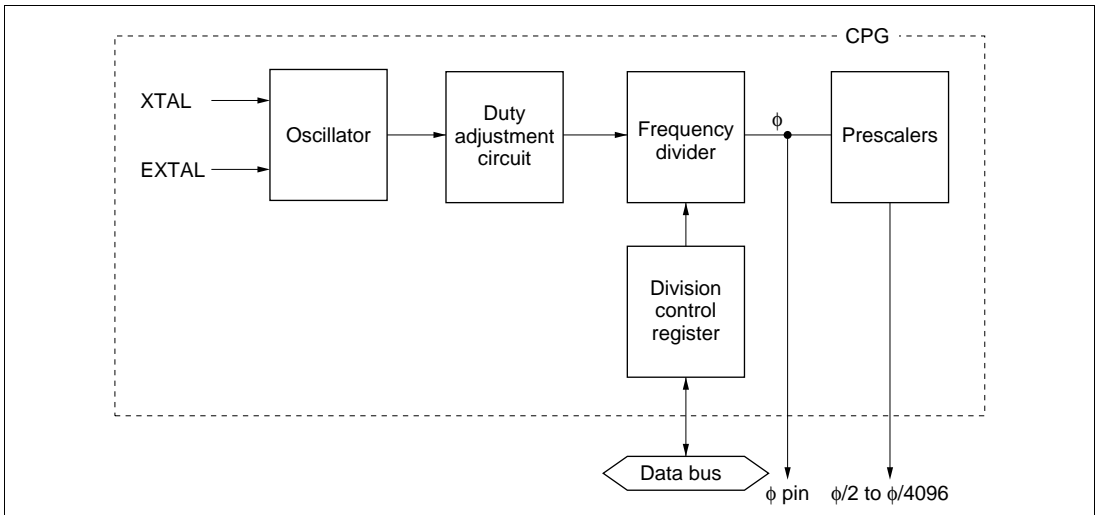 CPG
XTAL
EXTAL
Oscillator
Duty
adjustment
circuit
Frequency
divider
ϕ
Prescalers
Division
control
register
Data bus
ϕ pin
ϕ/2 to ϕ/4096